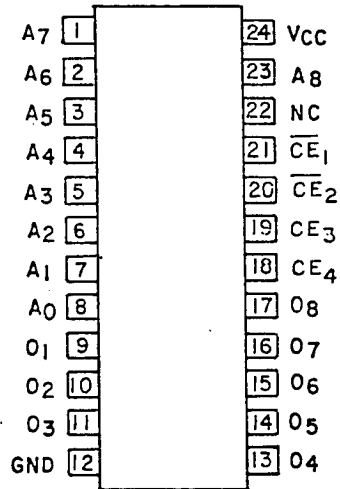 A7 1 24 VCC
A6 2 23 A8
A5 3 22 NC
A4 4 21 C̅E̅1
A3 5 20 C̅E̅2
A2 6 19 CE3
A1 7 18 CE4
A0 8 17 O8
O1 9 16 O7
O2 10 15 O6
O3 11 14 O5
GND 12 13 O4